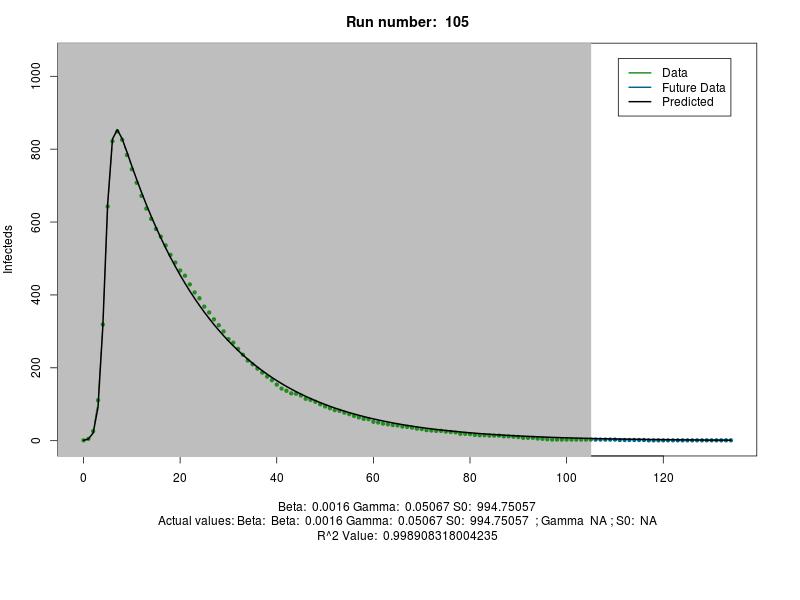 Run number: 105
1000
800
600
400
200
0
Infecteds
Data
Future Data
Predicted
0 20 40 60 80 100 120
Beta: 0.0016 Gamma: 0.05067 S0: 994.75057
Actual values: Beta: Beta: 0.0016 Gamma: 0.05067 S0: 994.75057 ; Gamma NA ; S0: NA
R^2 Value: 0.998908318004235